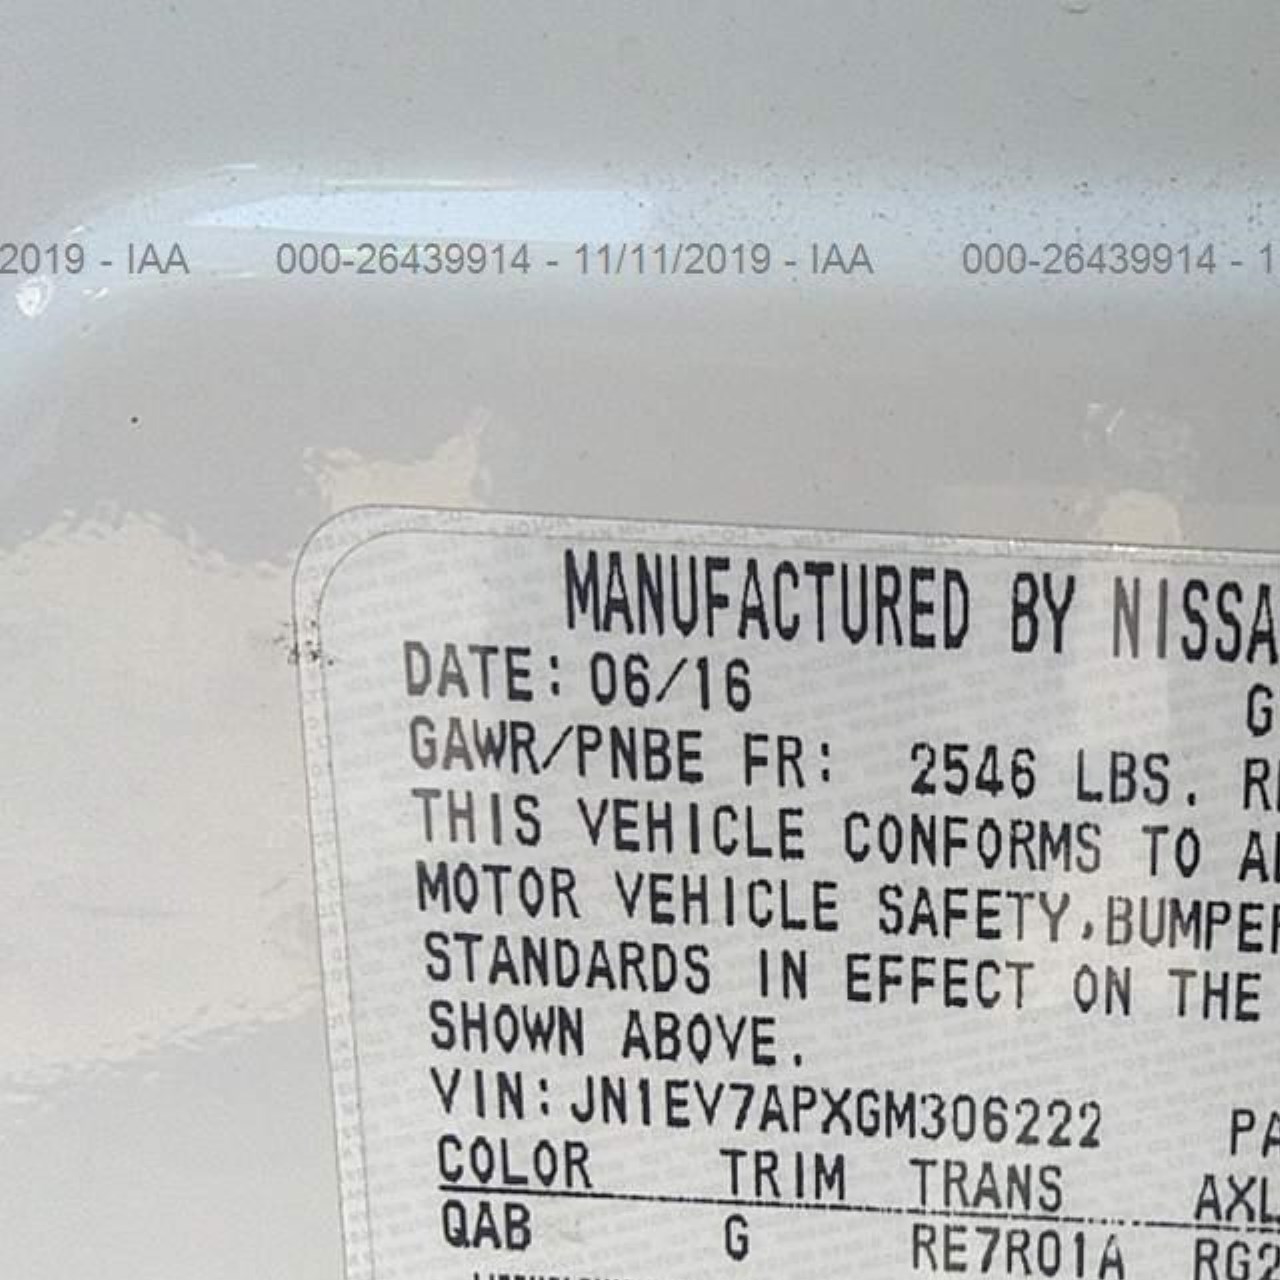 2019 - IAA 000-26439914 - 11/11/2019 - IAA 000-26439914 - 1
MANUFACTURED BY NISSA
DATE: 06/16 G
GAWR/PNBE FR: 2546 LBS. R
THIS VEHICLE CONFORMS TO A
MOTOR VEHICLE SAFETY,BUMPER
STANDARDS IN EFFECT ON THE
SHOWN ABOVE.
VIN:JN1EV7APXGM306222 PA
COLOR TRIM TRANS AXL
QAB G RE7R01A RG2